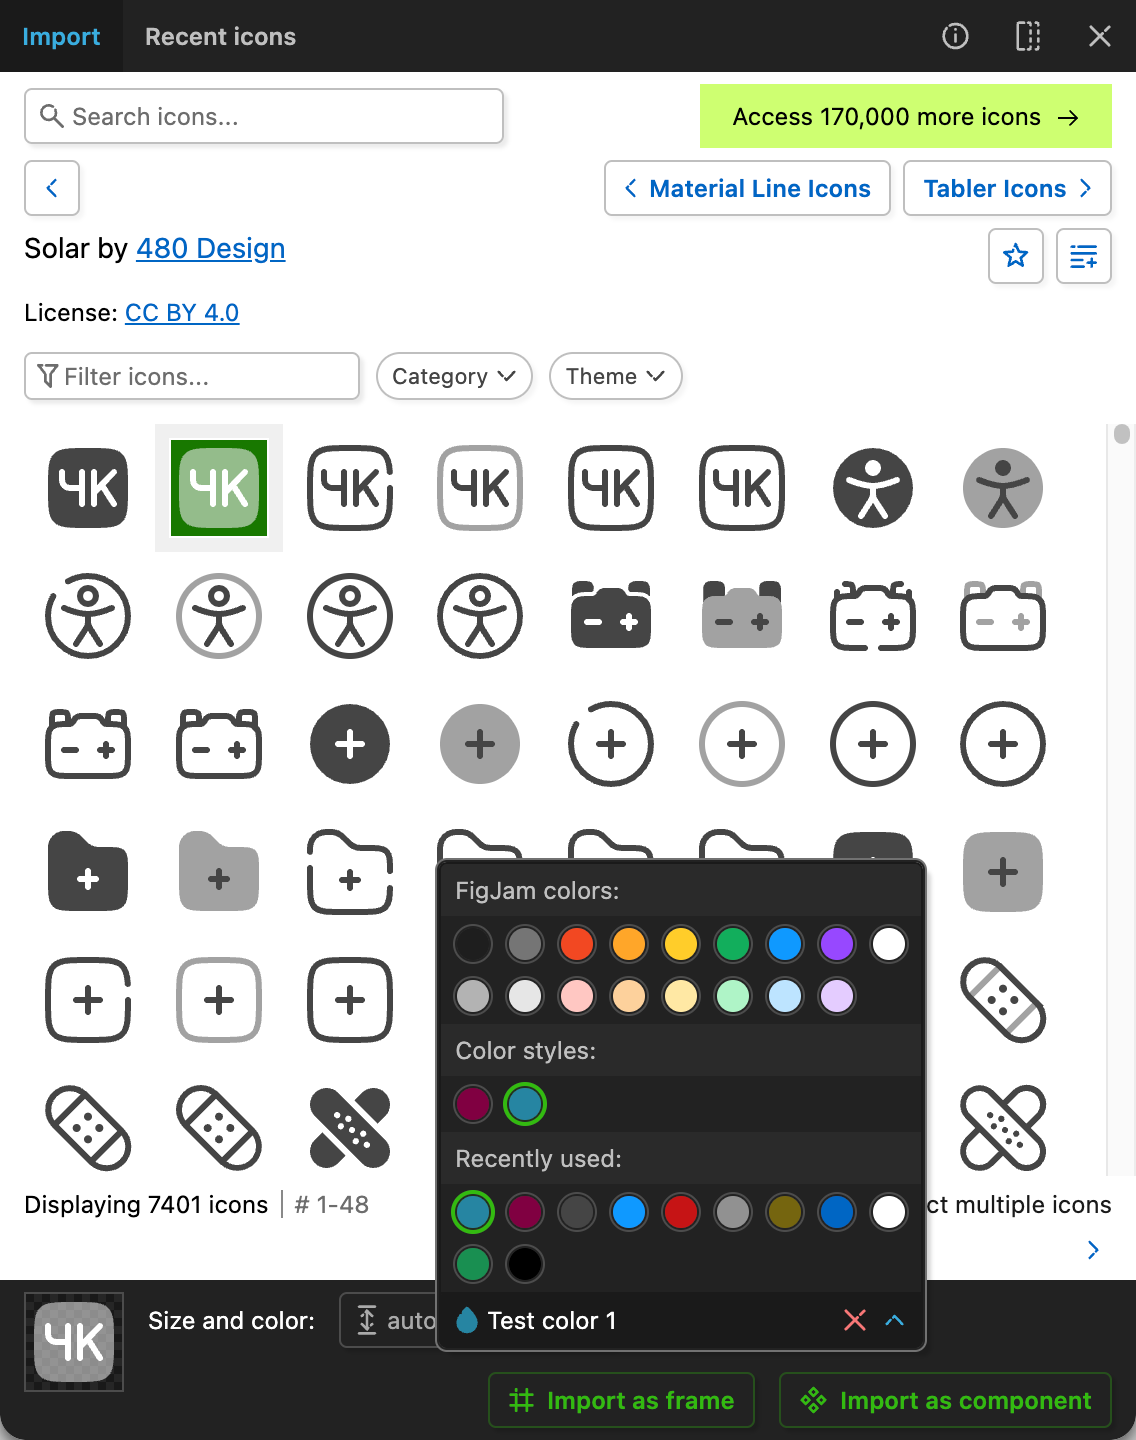 Import Recent icons
Search icons... Access 170,000 more icons →
Material Line Icons Tabler Icons
Solar by 480 Design
License: CC BY 4.0
Filter icons... Category Theme
4K 4K 4K 4K 4K 4K
FigJam colors:
Color styles:
Recently used:
Displaying 7401 icons # 1-48 ct multiple icons
4K Size and color: auto Test color 1
Import as frame Import as component